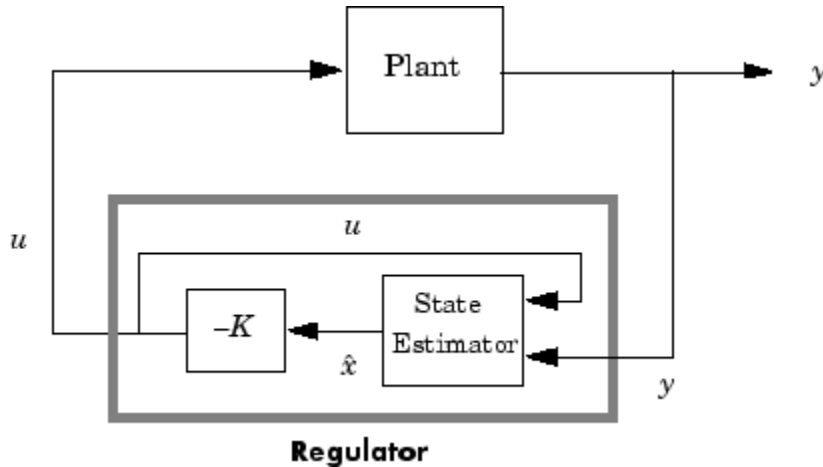 Plant
y
u
u
State
Estimator
–K
x̂
y
Regulator